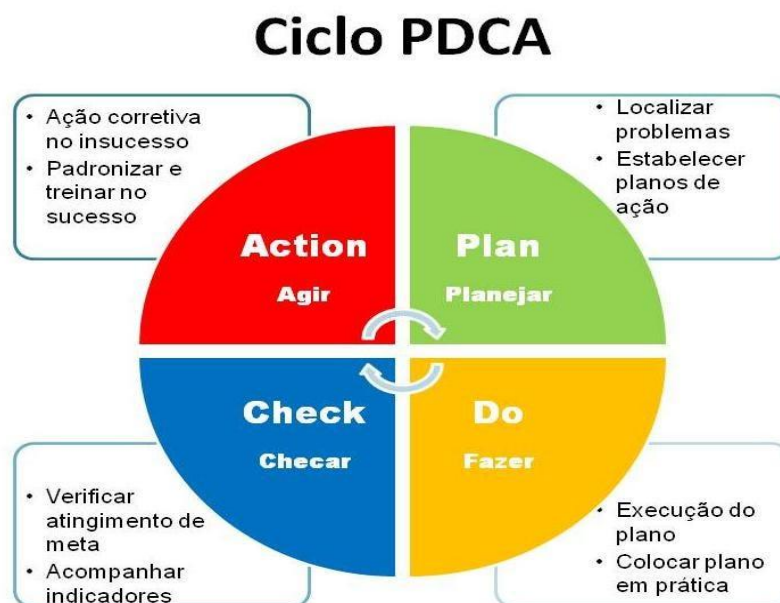 Ciclo PDCA
• Ação corretiva
no insucesso
• Padronizar e
treinar no
sucesso
• Localizar
problemas
• Estabelecer
planos de
ação
Action
Agir
Plan
Planejar
Check
Checar
Do
Fazer
• Verificar
atingimento de
meta
• Acompanhar
indicadores
• Execução do
plano
• Colocar plano
em prática